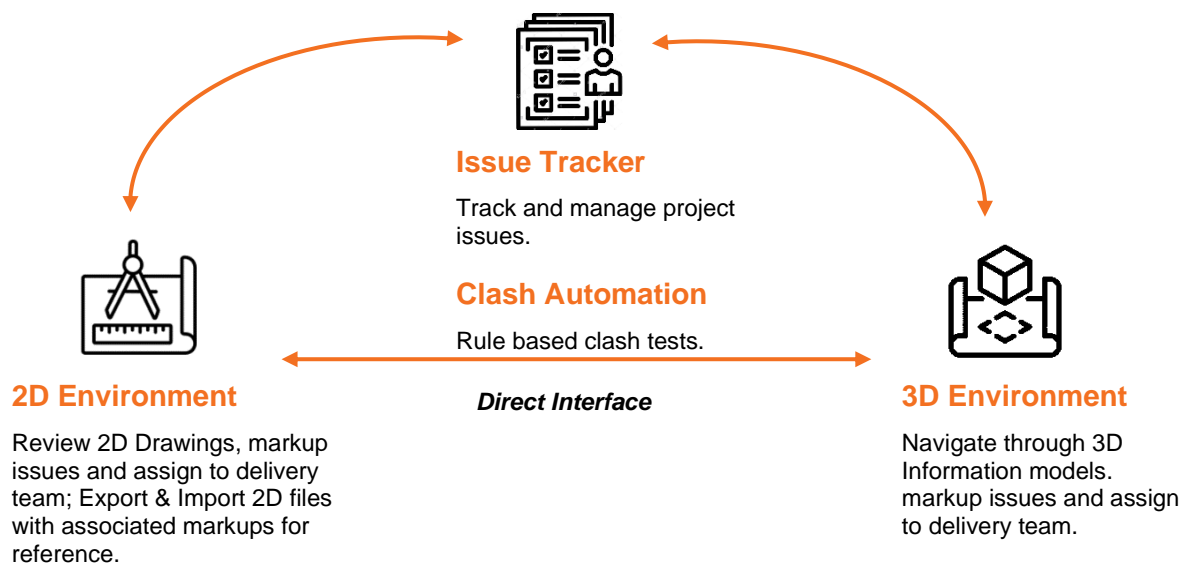 Issue Tracker
Track and manage project
issues.
Clash Automation
Rule based clash tests.
Direct Interface
2D Environment
Review 2D Drawings, markup
issues and assign to delivery
team; Export & Import 2D files
with associated markups for
reference.
3D Environment
Navigate through 3D
Information models.
markup issues and assign
to delivery team.